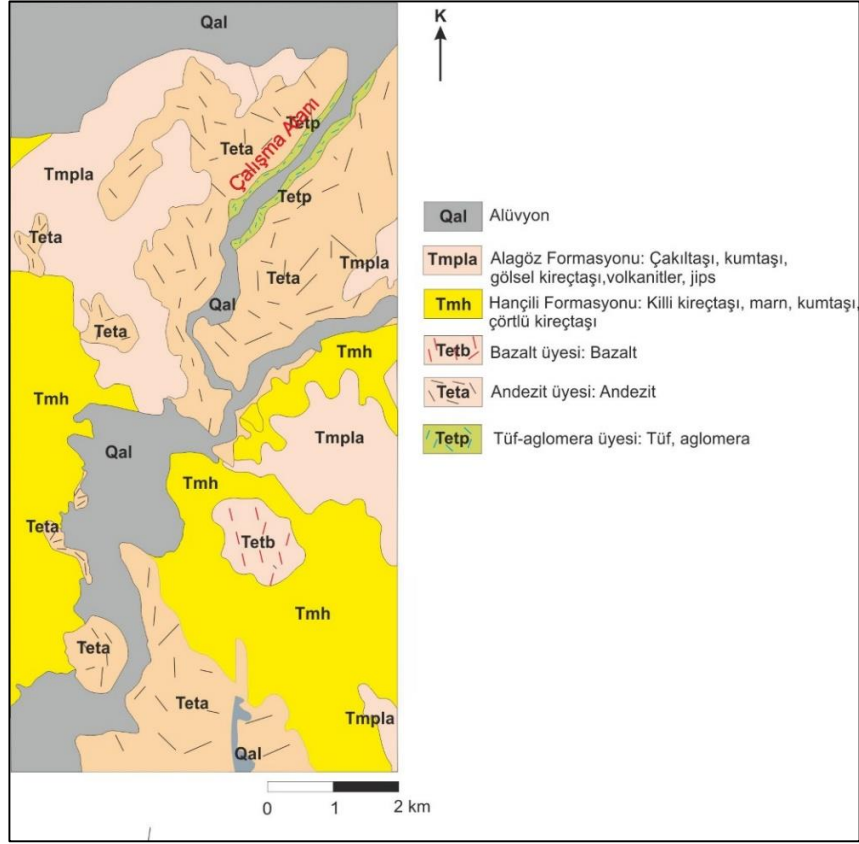 Qal
K
Çalışma Alanı
Tetp
Teta
Tmpla
Tetp
Teta
Teta
Tmpla
Qal
Teta
Tmh
Tmh
Tmpla
Qal
Tmh
Teta
Tetb
Tmh
Teta
Teta
Tmpla
Qal
0 1 2 km
Qal Alüvyon
Tmpla Alagöz Formasyonu: Çakıltaşı, kumtaşı,
gölsel kireçtaşı,volkanitler, jips
Tmh Hançili Formasyonu: Killi kireçtaşı, marn, kumtaşı,
çörtlü kireçtaşı
Tetb Bazalt üyesi: Bazalt
Teta Andezit üyesi: Andezit
Tetp Tüf-aglomera üyesi: Tüf, aglomera